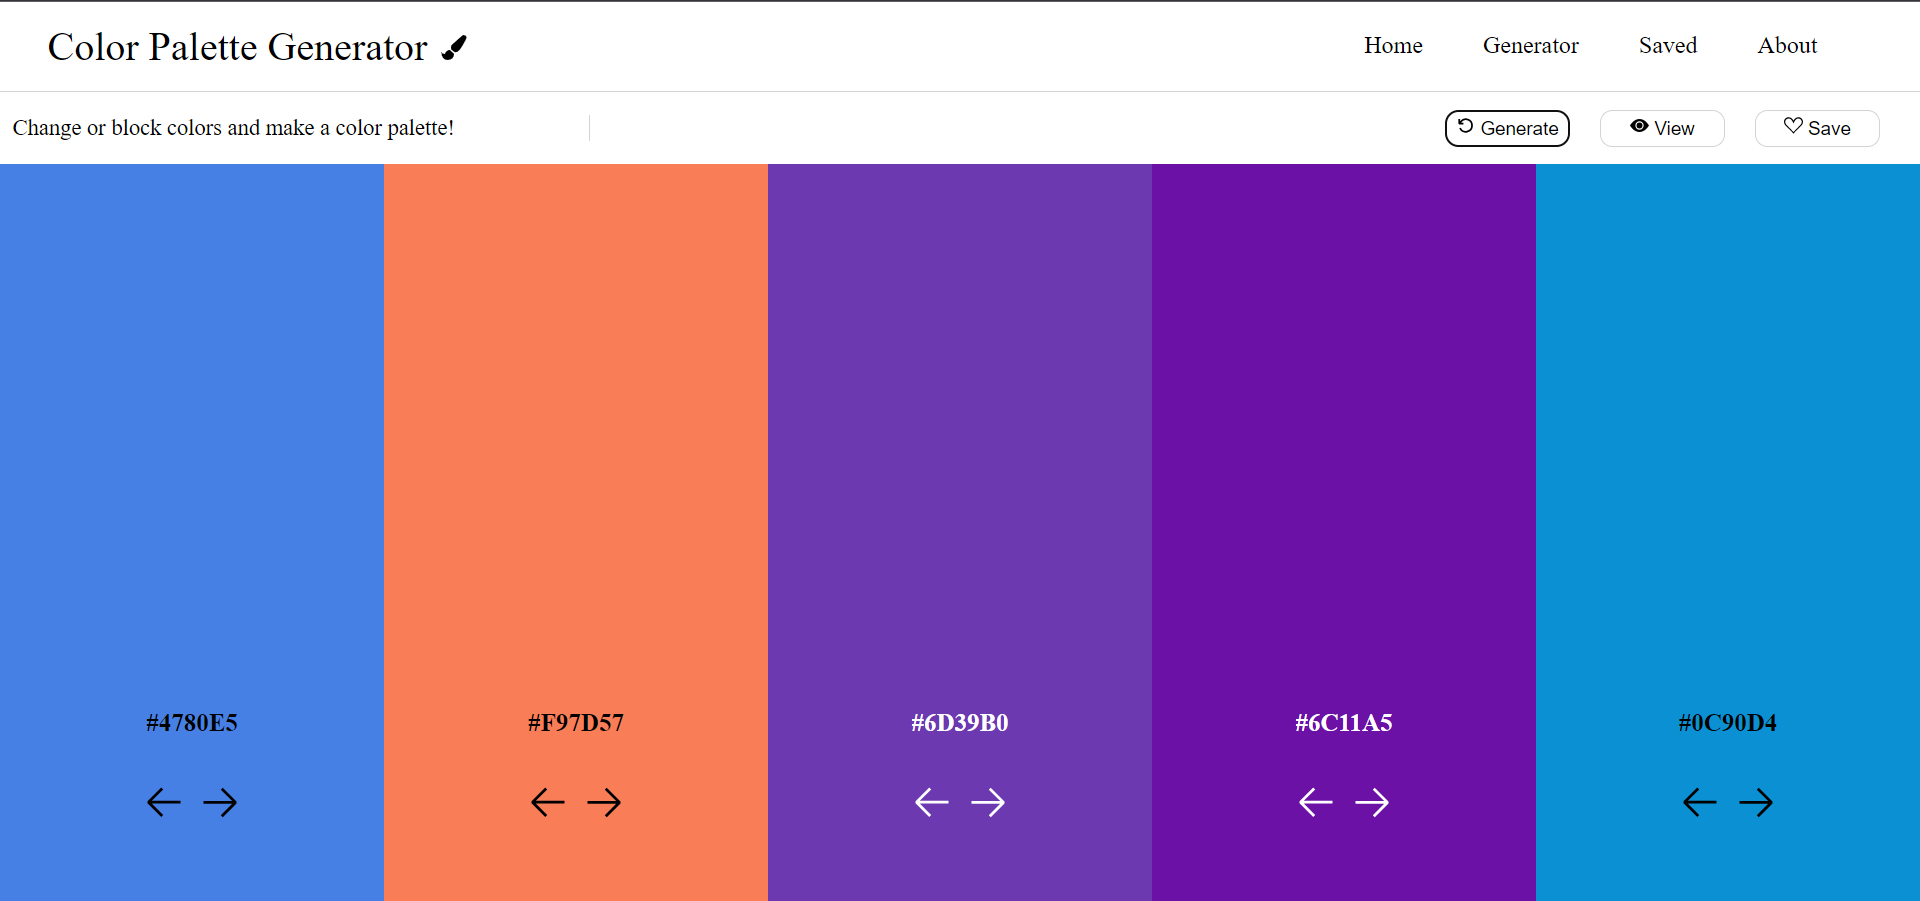 Color Palette Generator
Home Generator Saved About
Change or block colors and make a color palette!
Generate View Save
#4780E5 #F97D57 #6D39B0 #6C11A5 #0C90D4